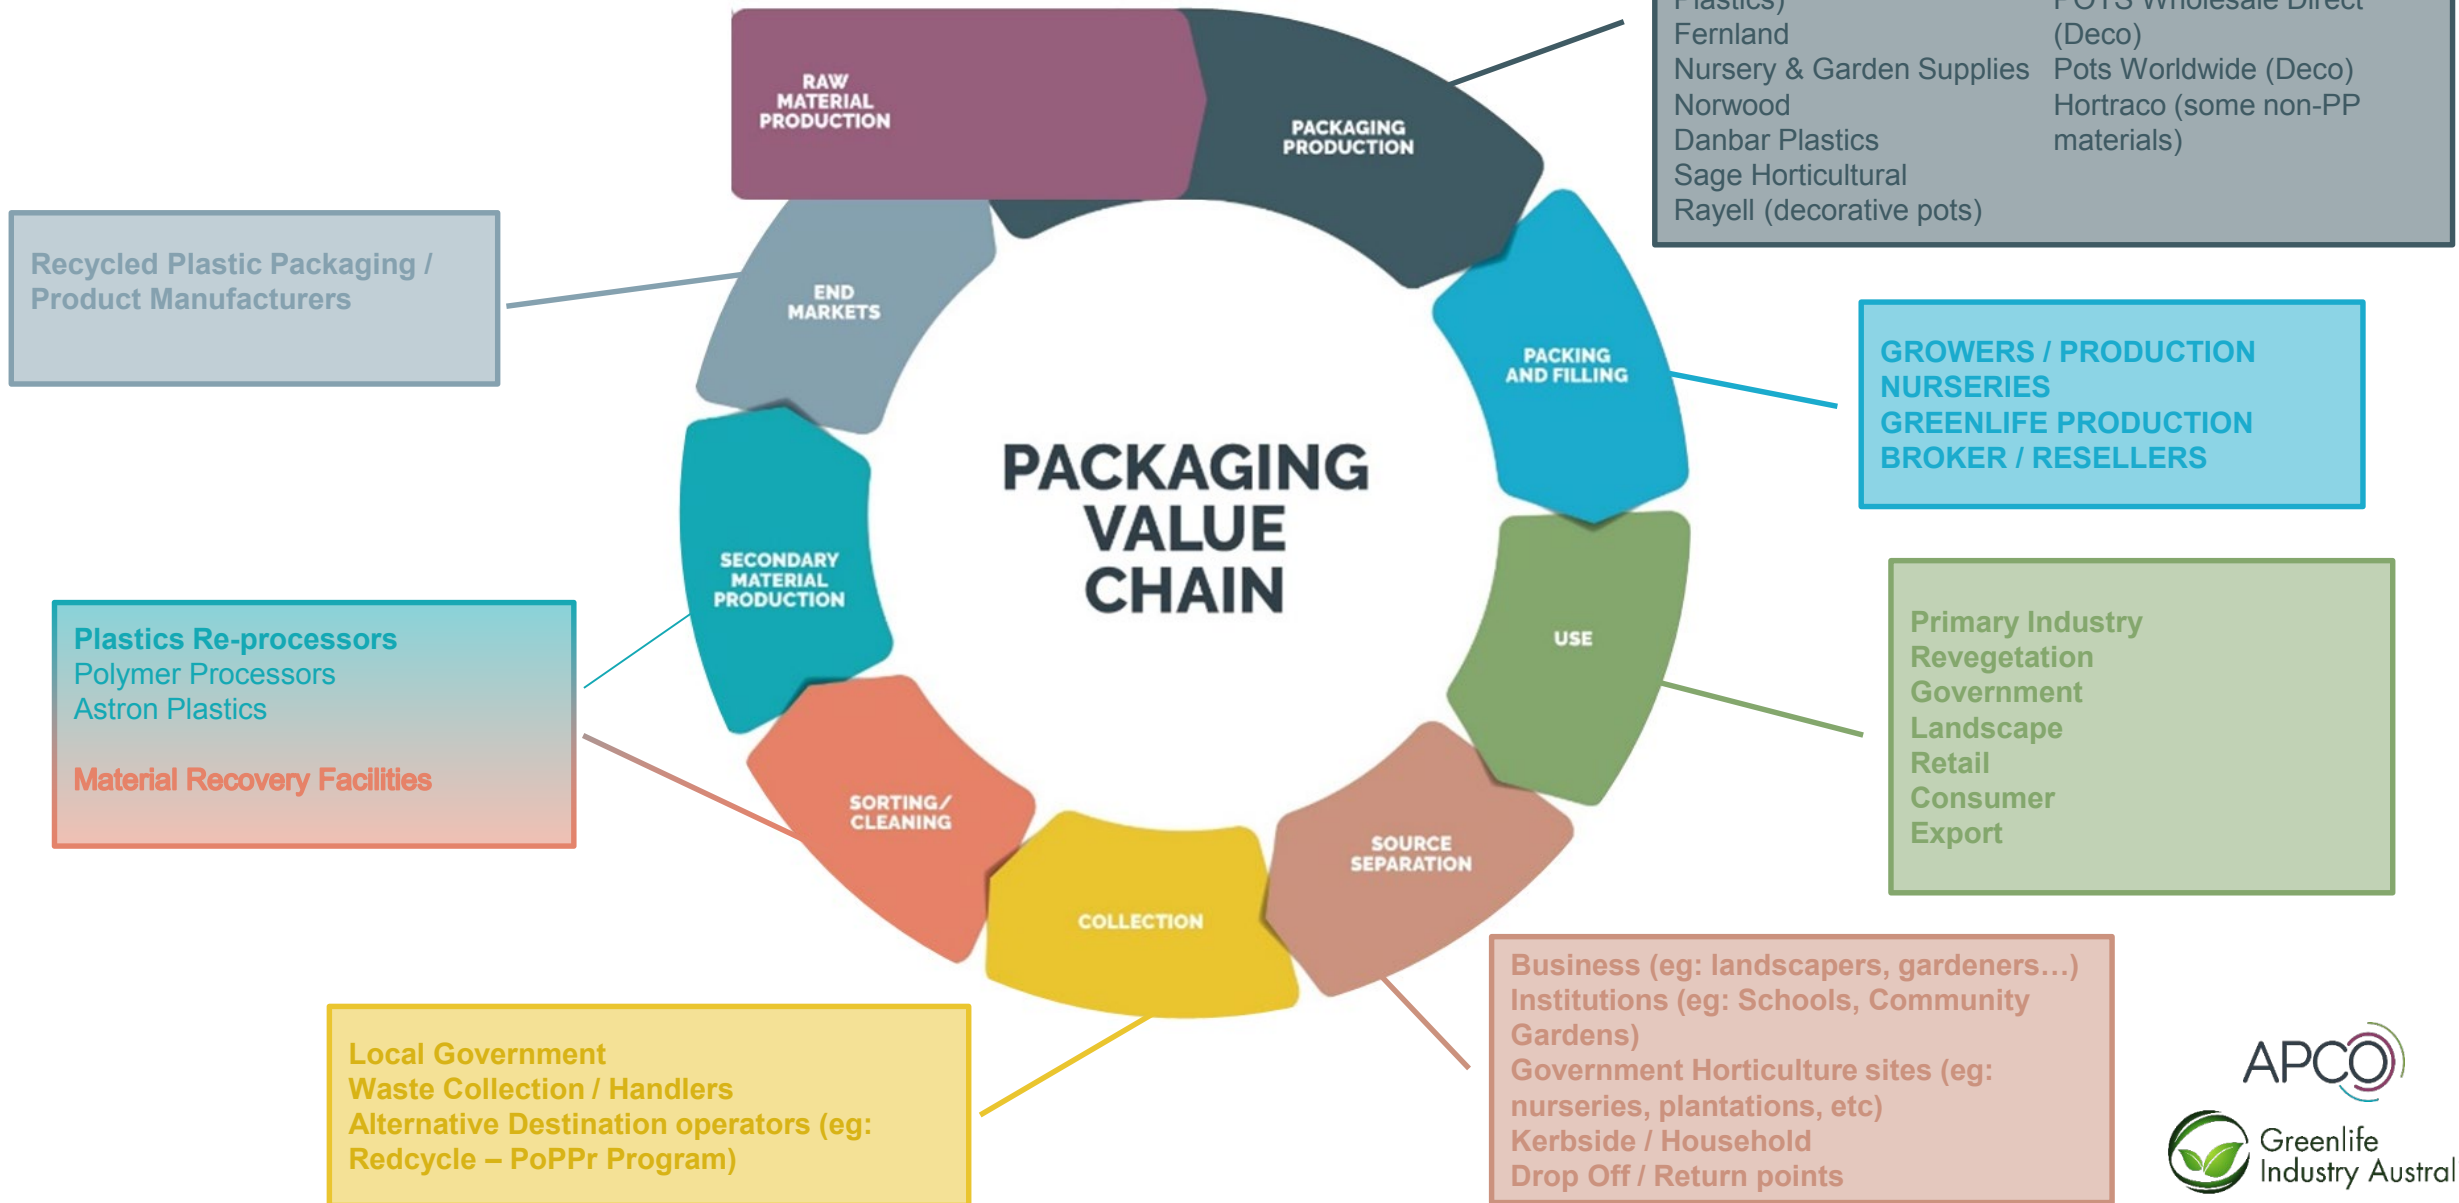 Plastics)
Fernland
Nursery & Garden Supplies
Norwood
Danbar Plastics
Sage Horticultural
Rayell (decorative pots)
POTS Wholesale Direct
(Deco)
Pots Worldwide (Deco)
Hortraco (some non-PP
materials)
RAW
MATERIAL
PRODUCTION
PACKAGING
PRODUCTION
Recycled Plastic Packaging /
Product Manufacturers
END
MARKETS
PACKING
AND FILLING
GROWERS / PRODUCTION
NURSERIES
GREENLIFE PRODUCTION
BROKER / RESELLERS
PACKAGING
VALUE
CHAIN
SECONDARY
MATERIAL
PRODUCTION
Plastics Re-processors
Polymer Processors
Astron Plastics
Material Recovery Facilities
USE
Primary Industry
Revegetation
Government
Landscape
Retail
Consumer
Export
SORTING/
CLEANING
SOURCE
SEPARATION
COLLECTION
Local Government
Waste Collection / Handlers
Alternative Destination operators (eg:
Redcycle – PoPPr Program)
Business (eg: landscapers, gardeners…)
Institutions (eg: Schools, Community
Gardens)
Government Horticulture sites (eg:
nurseries, plantations, etc)
Kerbside / Household
Drop Off / Return points
APCO
Greenlife
Industry Austral